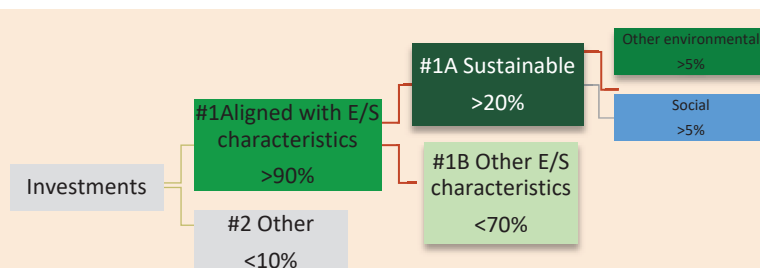 Investments
#1Aligned with E/S
characteristics
>90%
#2 Other
<10%
#1A Sustainable
>20%
#1B Other E/S
characteristics
<70%
Other environmental
>5%
Social
>5%